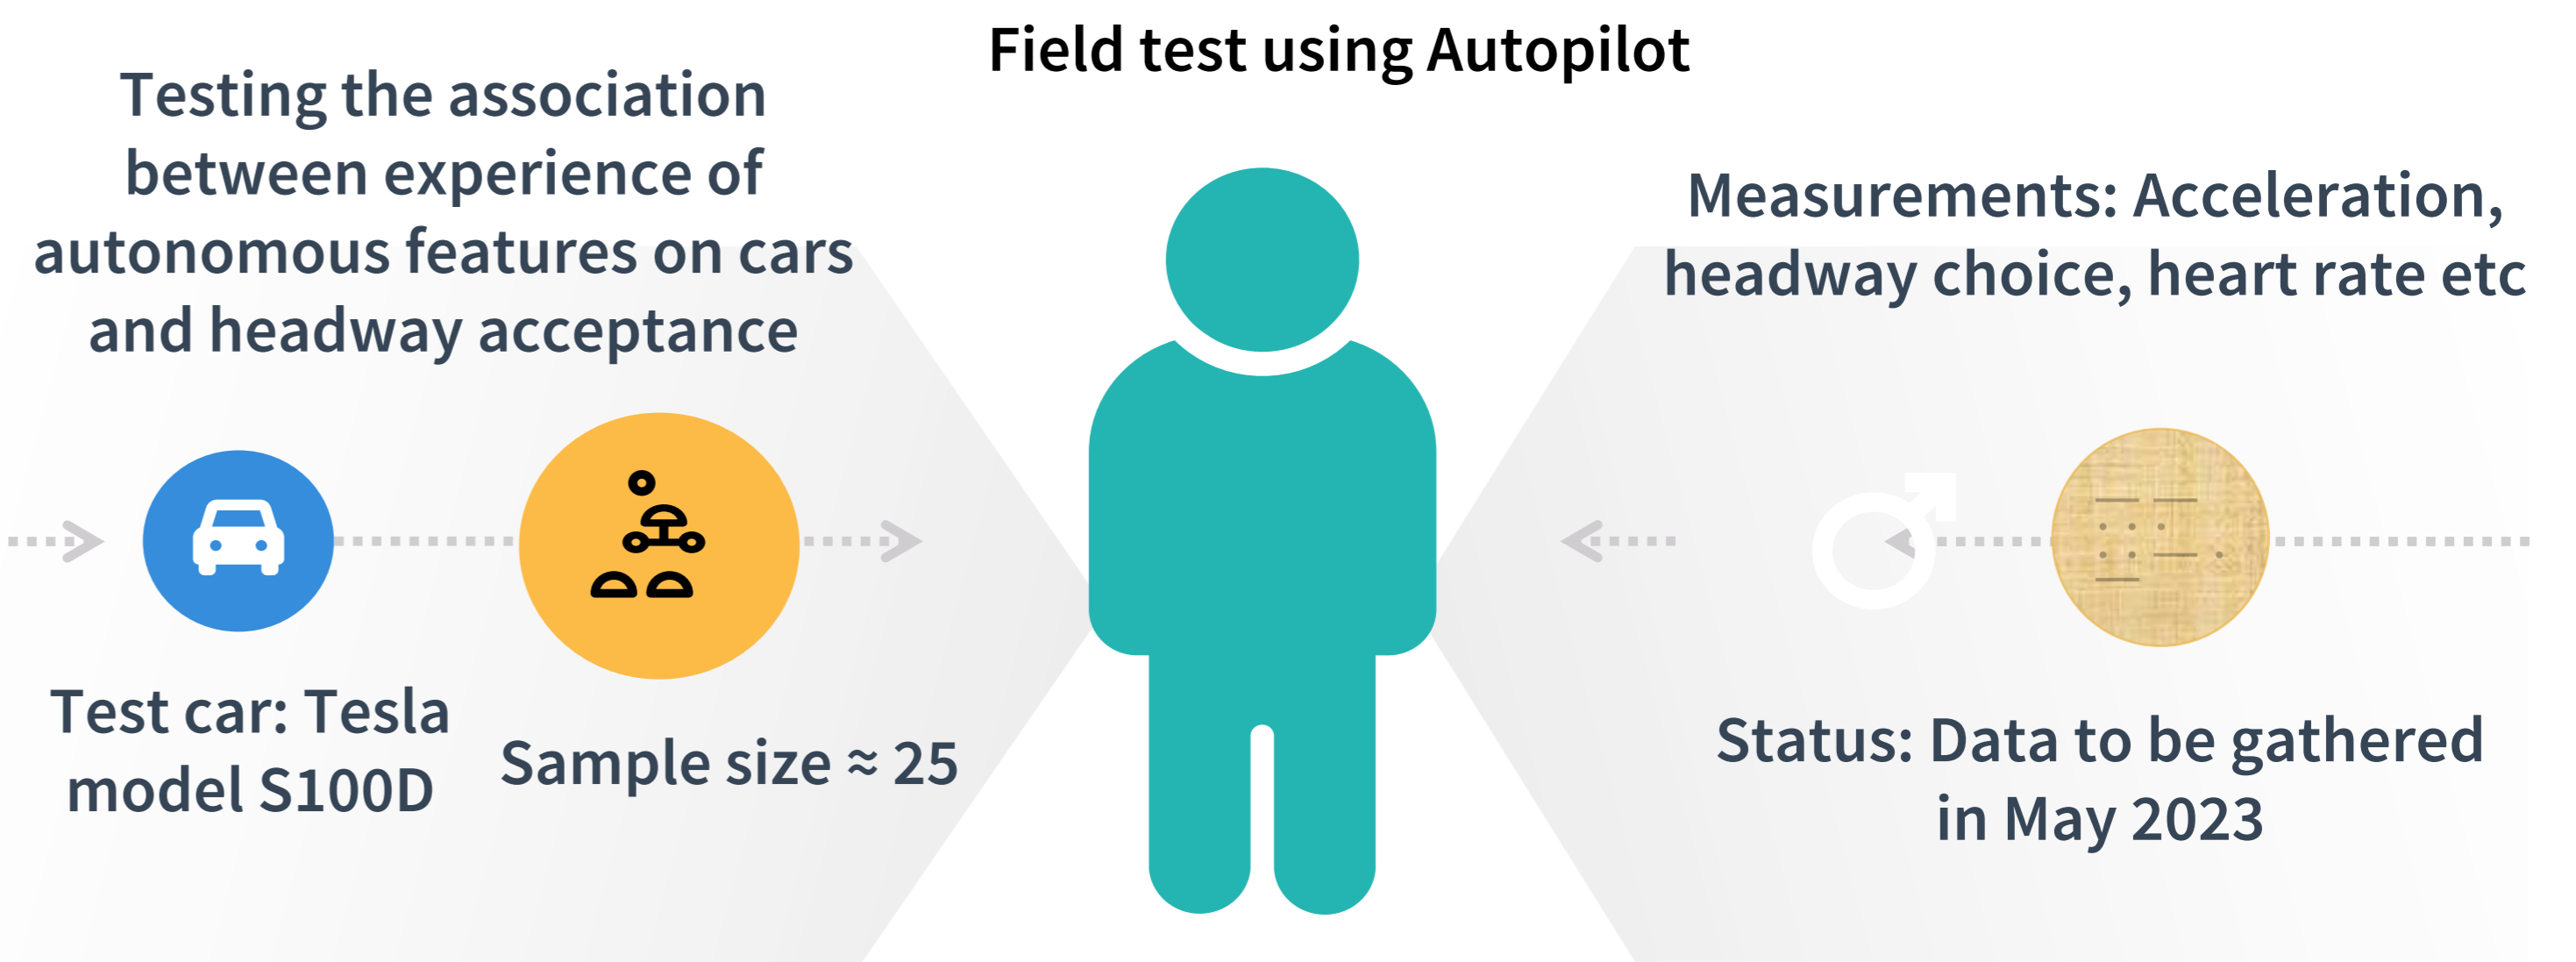 Field test using Autopilot
Testing the association
between experience of
autonomous features on cars
and headway acceptance
Measurements: Acceleration,
headway choice, heart rate etc
Test car: Tesla
model S100D
Sample size ≈ 25
Status: Data to be gathered
in May 2023